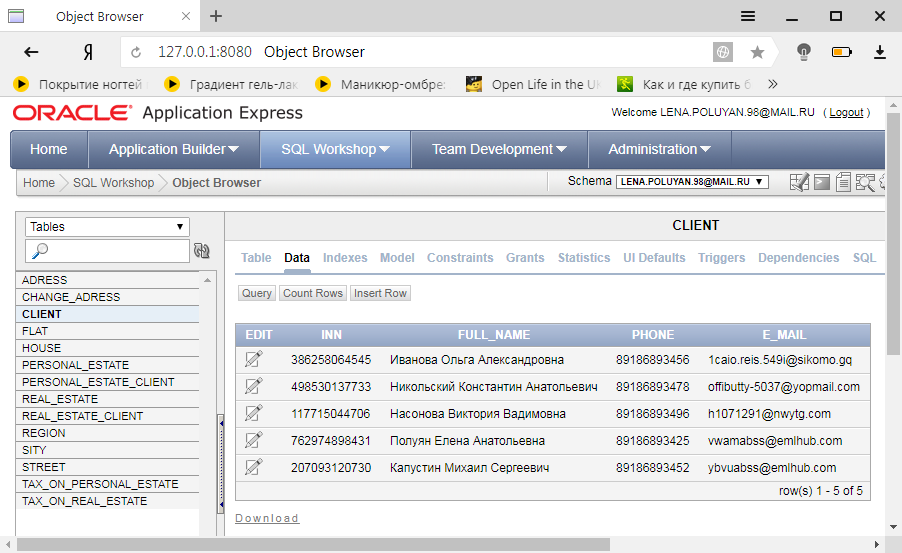 Object Browser
127.0.0.1:8080 Object Browser
Покрытие ногтей Градиент гель-лак Маникюр-омбре: Open Life in the UK Как и где купить б
ORACLE Application Express
Welcome LENA.POLUYAN.98@MAIL.RU ( Logout )
Home Application Builder SQL Workshop Team Development Administration
Home SQL Workshop Object Browser Schema LENA.POLUYAN.98@MAIL.RU
Tables
CLIENT
Table Data Indexes Model Constraints Grants Statistics UI Defaults Triggers Dependencies SQL
Query Count Rows Insert Row
ADRESS
CHANGE_ADRESS
CLIENT
FLAT
HOUSE
PERSONAL_ESTATE
PERSONAL_ESTATE_CLIENT
REAL_ESTATE
REAL_ESTATE_CLIENT
REGION
SITY
STREET
TAX_ON_PERSONAL_ESTATE
TAX_ON_REAL_ESTATE
EDIT INN FULL_NAME PHONE E_MAIL
386258064545 Иванова Ольга Александровна 89186893456 1caio.reis.549i@sikomo.gq
498530137733 Никольский Константин Анатольевич 89186893478 offibutty-5037@yopmail.com
117715044706 Насонова Виктория Вадимовна 89186893496 h1071291@nwytg.com
762974898431 Полуян Елена Анатольевна 89186893425 vwamabss@emlhub.com
207093120730 Капустин Михаил Сергеевич 89186893452 ybvuabss@emlhub.com
row(s) 1 - 5 of 5
Download